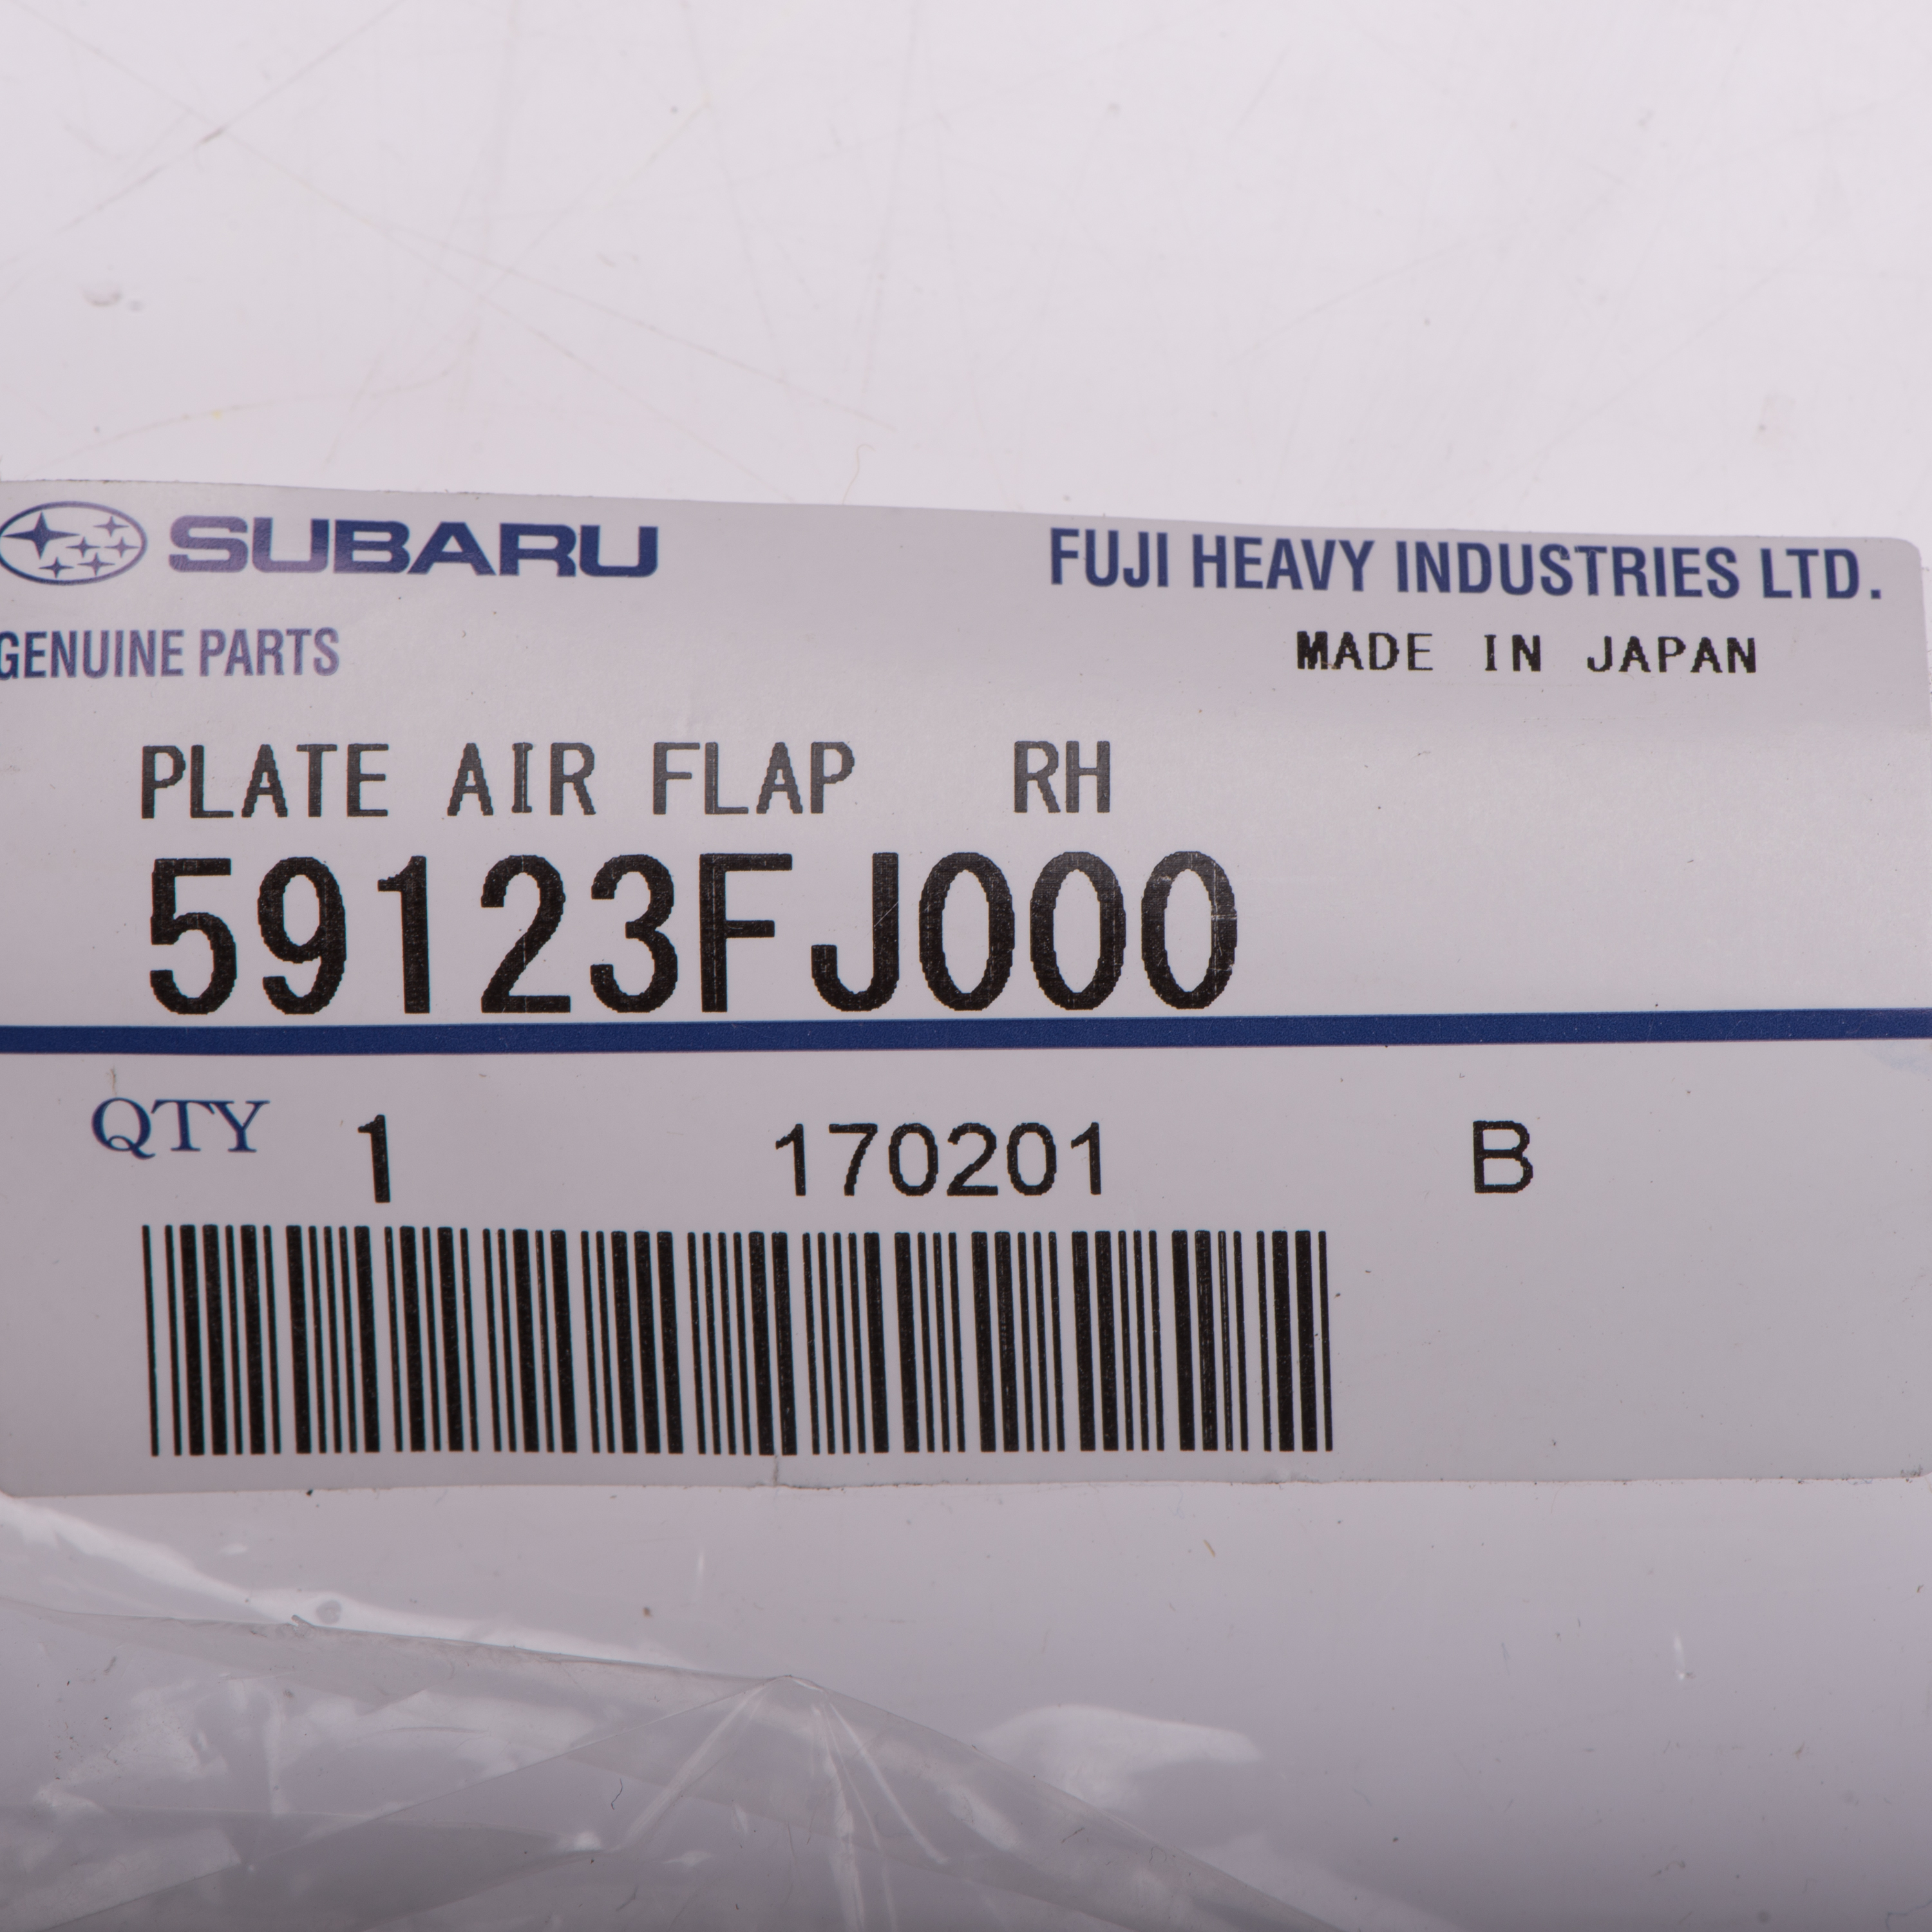 SUBARU FUJI HEAVY INDUSTRIES LTD.
GENUINE PARTS MADE IN JAPAN
PLATE AIR FLAP RH
59123FJ000
QTY 1 170201 B